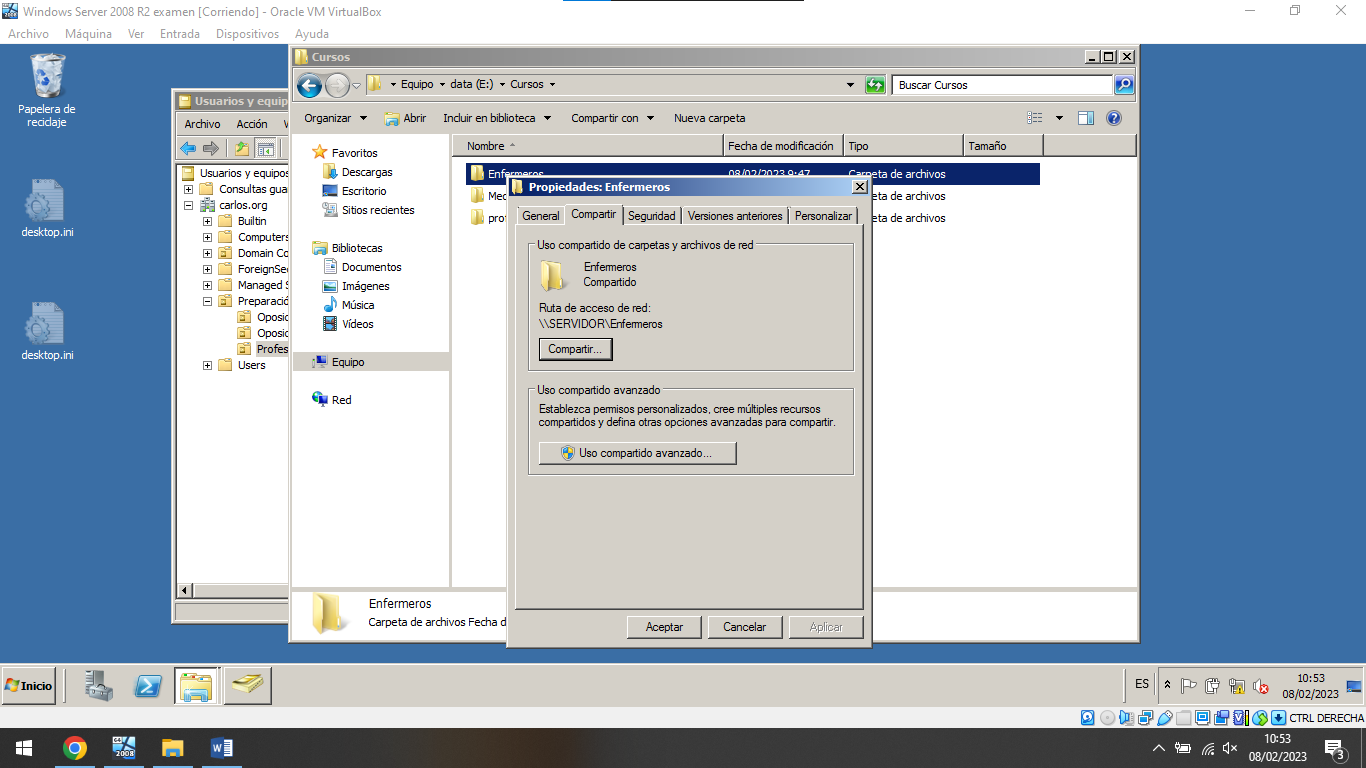 Windows Server 2008 R2 examen [Corriendo] - Oracle VM VirtualBox
Archivo Máquina Ver Entrada Dispositivos Ayuda
Papelera de
reciclaje
desktop.ini
desktop.ini
Usuarios y equip
Archivo Acción
Usuarios y equipos
Consultas gua
carlos.org
Builtin
Computers
Domain Co
ForeignSec
Managed S
Preparació
Oposic
Oposic
Profes
Users
Cursos
Equipo data (E:) Cursos
Buscar Cursos
Organizar Abrir Incluir en biblioteca Compartir con Nueva carpeta
Favoritos
Descargas
Escritorio
Sitios recientes
Bibliotecas
Documentos
Imágenes
Música
Vídeos
Equipo
Red
Nombre Fecha de modificación Tipo Tamaño
Enfermeros 08/02/2023 9:47 Carpeta de archivos
Med peta de archivos
pro peta de archivos
Enfermeros
Carpeta de archivos Fecha d
Propiedades: Enfermeros
General Compartir Seguridad Versiones anteriores Personalizar
Uso compartido de carpetas y archivos de red
Enfermeros
Compartido
Ruta de acceso de red:
\\SERVIDOR\Enfermeros
Compartir...
Uso compartido avanzado
Establezca permisos personalizados, cree múltiples recursos
compartidos y defina otras opciones avanzadas para compartir.
Uso compartido avanzado...
Aceptar Cancelar Aplicar
Inicio
ES
10:53
08/02/2023
CTRL DERECHA
64
2008
10:53
08/02/2023
3